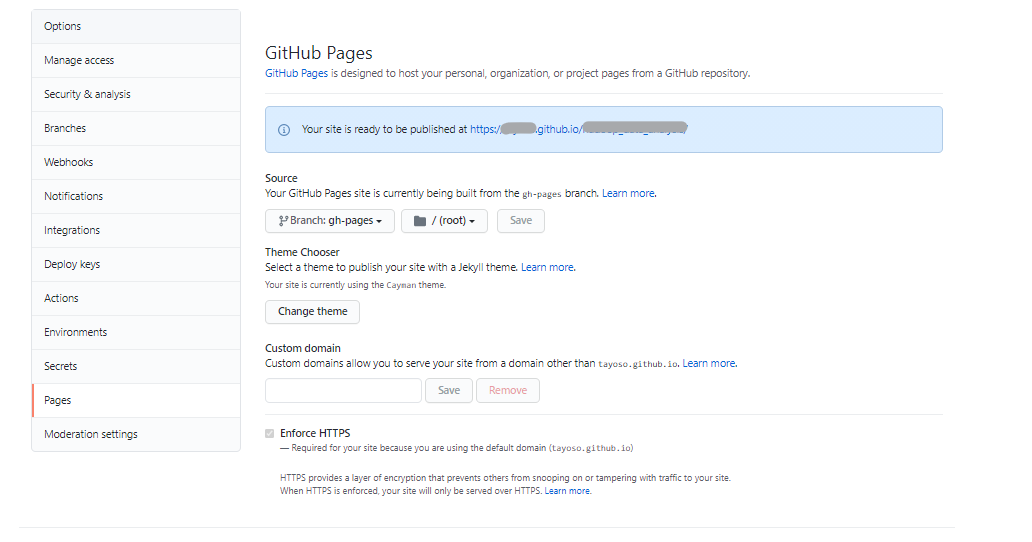 Options
Manage access
Security & analysis
Branches
Webhooks
Notifications
Integrations
Deploy keys
Actions
Environments
Secrets
Pages
Moderation settings
GitHub Pages
GitHub Pages is designed to host your personal, organization, or project pages from a GitHub repository.
Your site is ready to be published at https:/ .github.io/
Source
Your GitHub Pages site is currently being built from the gh-pages branch. Learn more.
Branch: gh-pages / (root) Save
Theme Chooser
Select a theme to publish your site with a Jekyll theme. Learn more.
Your site is currently using the Cayman theme.
Change theme
Custom domain
Custom domains allow you to serve your site from a domain other than tayoso.github.io. Learn more.
Save Remove
Enforce HTTPS
— Required for your site because you are using the default domain (tayoso.github.io)
HTTPS provides a layer of encryption that prevents others from snooping on or tampering with traffic to your site.
When HTTPS is enforced, your site will only be served over HTTPS. Learn more.